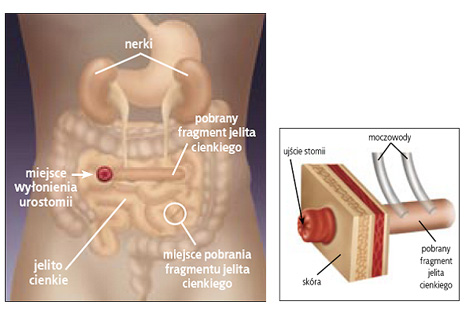 nerki
pobrany
fragment jelita
cienkiego
miejsce
wyłonienia
urostomii
jelito
cienkie
miejsce pobrania
fragmentu jelita
cienkiego
moczowody
ujście stomii
skóra
pobrany
fragment
jelita
cienkiego